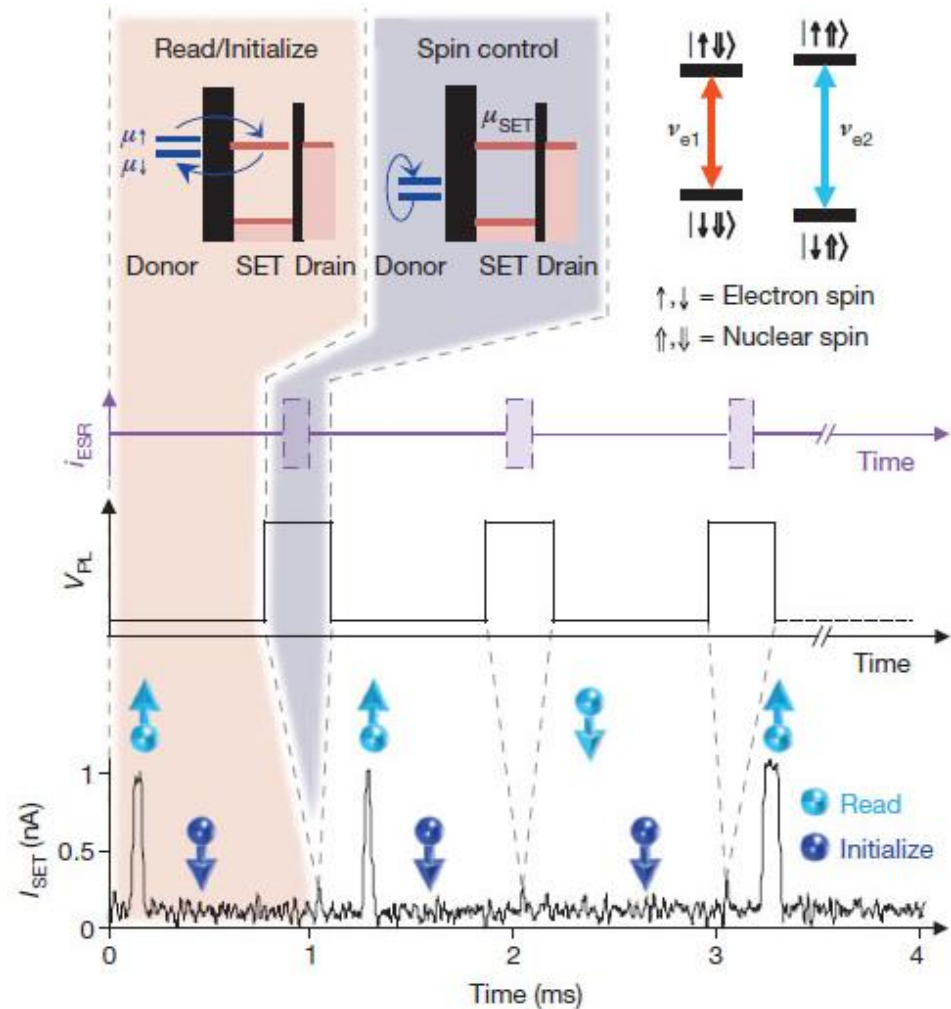 Read/Initialize
Spin control
μ↑
μ↓
μSET
Donor SET Drain
Donor SET Drain
|↑⇓⟩
|↑⇑⟩
νe1
νe2
|↓⇓⟩
|↓⇑⟩
↑,↓ = Electron spin
⇑,⇓ = Nuclear spin
iESR
Time
VPL
Time
ISET (nA)
1
0.5
0
Read
Initialize
0 1 2 3 4
Time (ms)